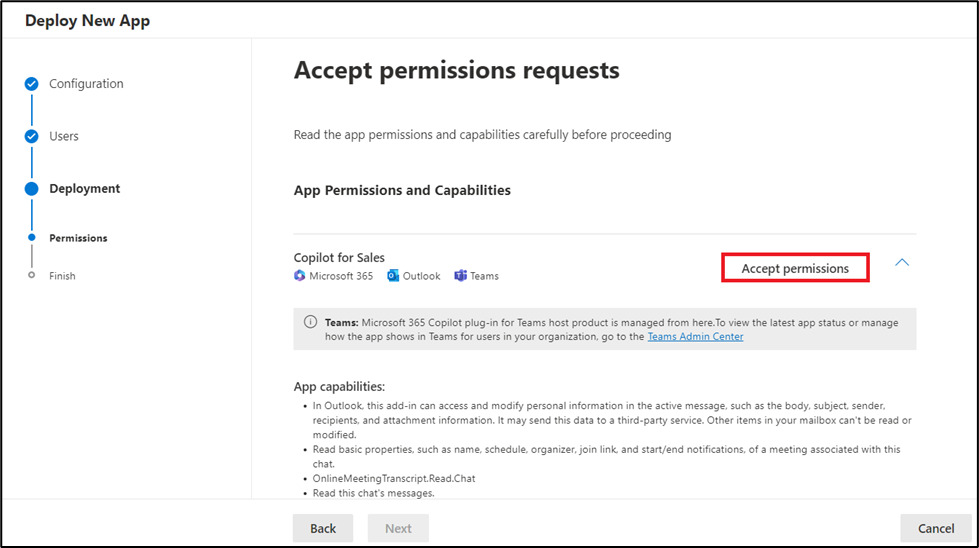 Deploy New App
Configuration
Users
Deployment
Permissions
Finish
Accept permissions requests
Read the app permissions and capabilities carefully before proceeding
App Permissions and Capabilities
Copilot for Sales
Microsoft 365 Outlook Teams
Accept permissions
Teams: Microsoft 365 Copilot plug-in for Teams host product is managed from here.To view the latest app status or manage
how the app shows in Teams for users in your organization, go to the Teams Admin Center
App capabilities:
• In Outlook, this add-in can access and modify personal information in the active message, such as the body, subject, sender,
recipients, and attachment information. It may send this data to a third-party service. Other items in your mailbox can't be read or
modified.
• Read basic properties, such as name, schedule, organizer, join link, and start/end notifications, of a meeting associated with this
chat.
• OnlineMeetingTranscript.Read.Chat
• Read this chat's messages.
Back
Next
Cancel